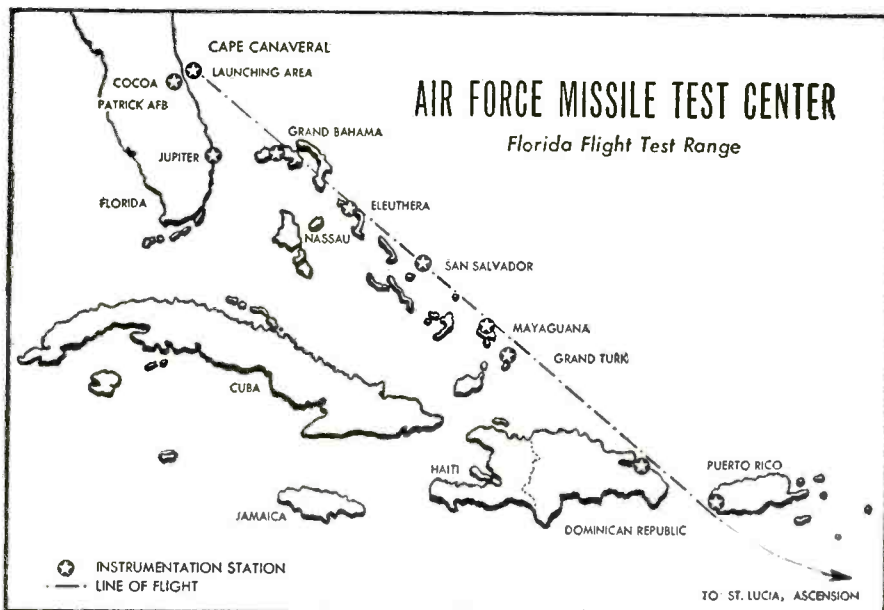 CAPE CANAVERAL
LAUNCHING AREA
COCOA
PATRICK AFB
AIR FORCE MISSILE TEST CENTER
Florida Flight Test Range
GRAND BAHAMA
JUPITER
FLORIDA
ELEUTHERA
NASSAU
SAN SALVADOR
MAYAGUANA
GRAND TURK
CUBA
HAITI
PUERTO RICO
JAMAICA
DOMINICAN REPUBLIC
INSTRUMENTATION STATION
LINE OF FLIGHT
TO ST. LUCIA, ASCENSION